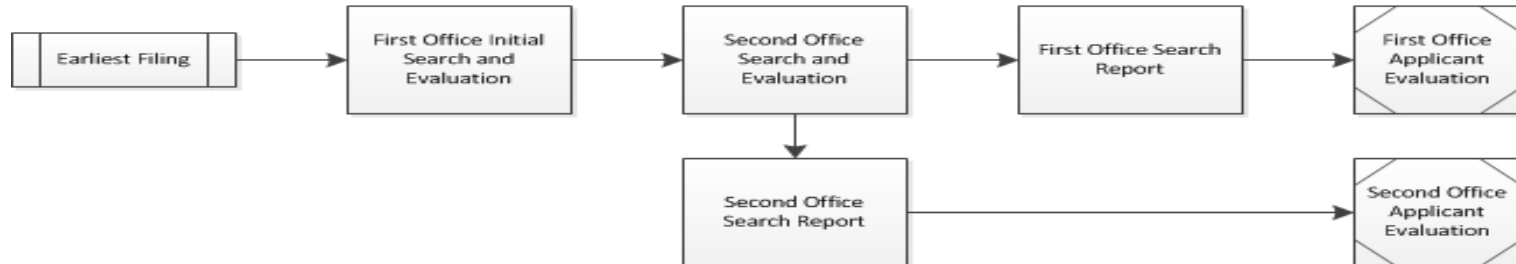 Earliest Filing
First Office Initial
Search and
Evaluation
Second Office
Search and
Evaluation
First Office Search
Report
First Office
Applicant
Evaluation
Second Office
Search Report
Second Office
Applicant
Evaluation